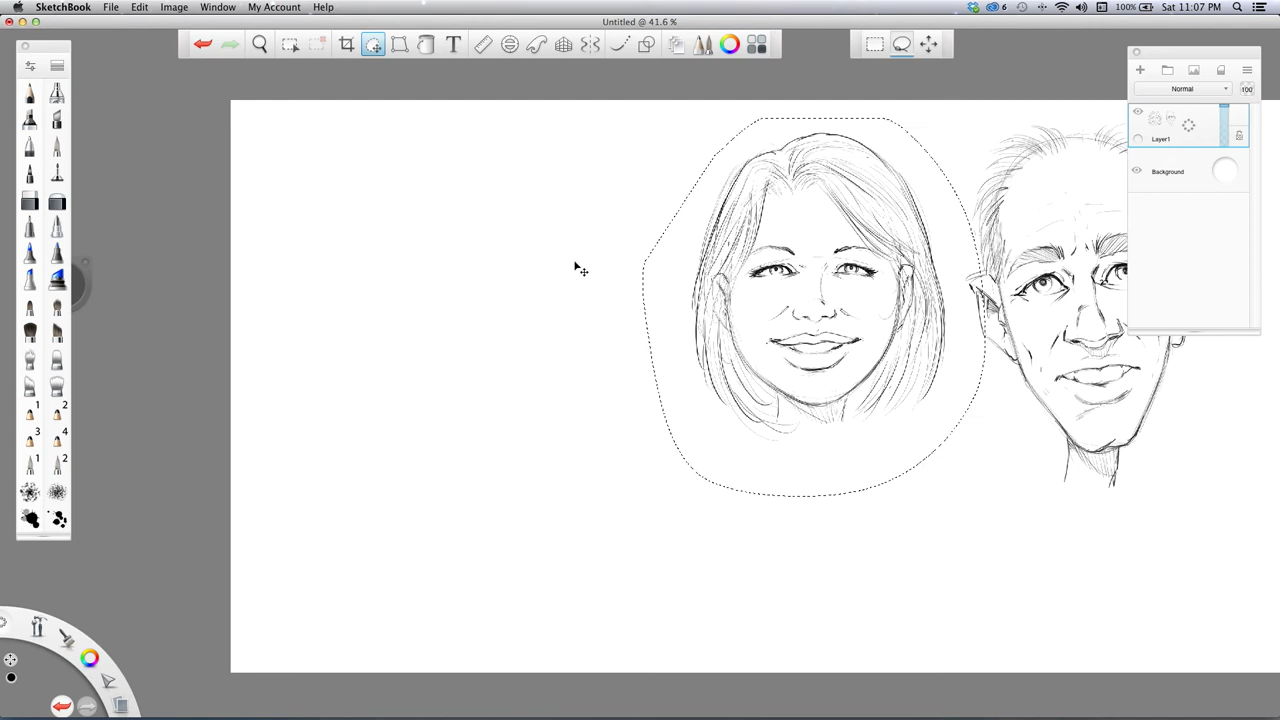 SketchBook File Edit Image Window My Account Help
6 100% Sat 11:07 PM
Untitled @ 41.6 %
T
Normal 100
Layer1
Background
1 2
3 4
1 2